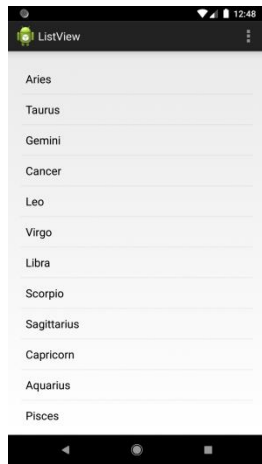 12:48
ListView
Aries
Taurus
Gemini
Cancer
Leo
Virgo
Libra
Scorpio
Sagittarius
Capricorn
Aquarius
Pisces